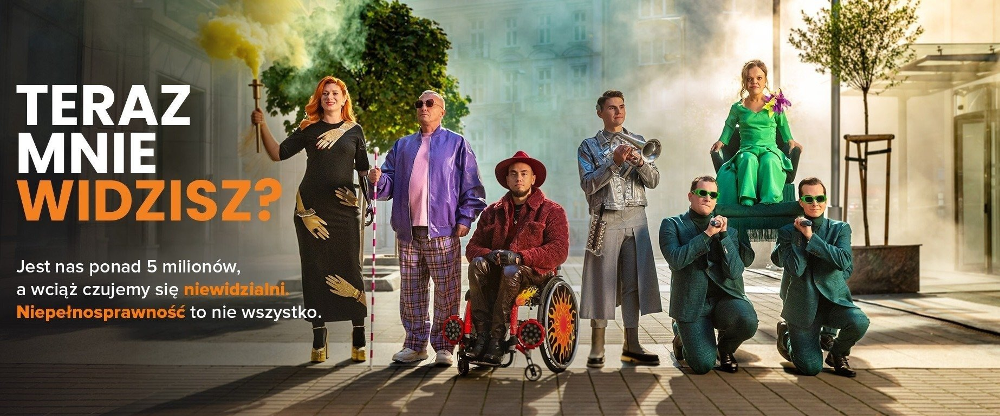 TERAZ
MNIE
WIDZISZ?
Jest nas ponad 5 milionów,
a wciąż czujemy się niewidzialni.
Niepełnosprawność to nie wszystko.